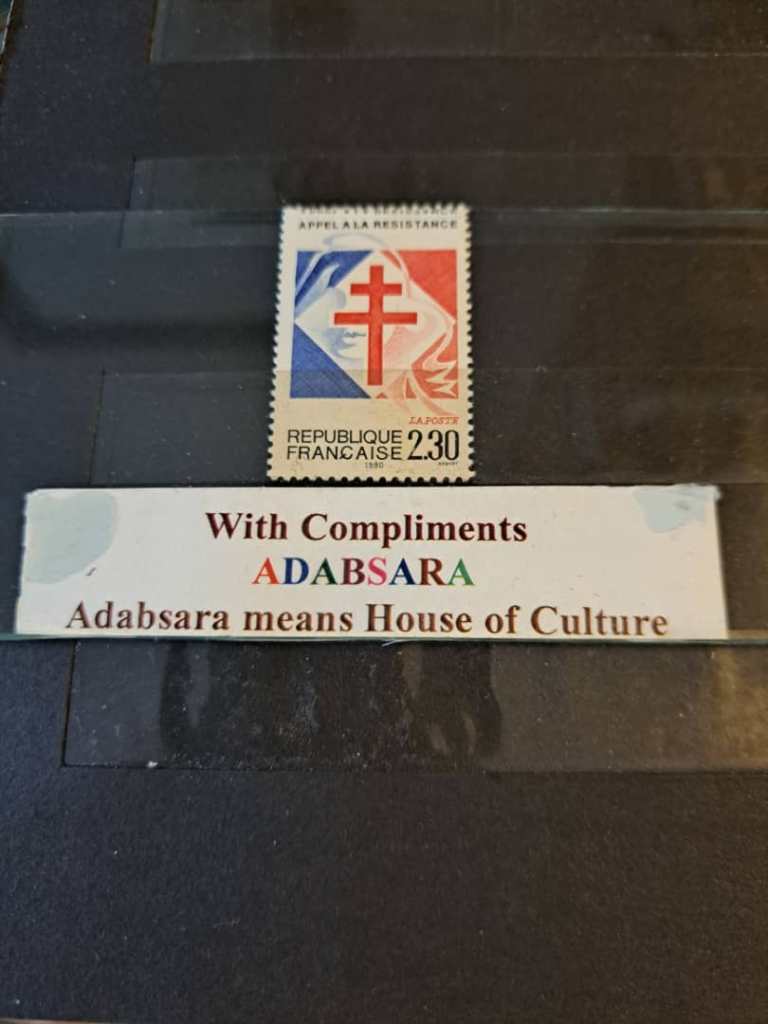 APPEL A LA RESISTANCE
LA POSTE
REPUBLIQUE
FRANCAISE 2.30
1990
With Compliments
ADABSARA
Adabsara means House of Culture